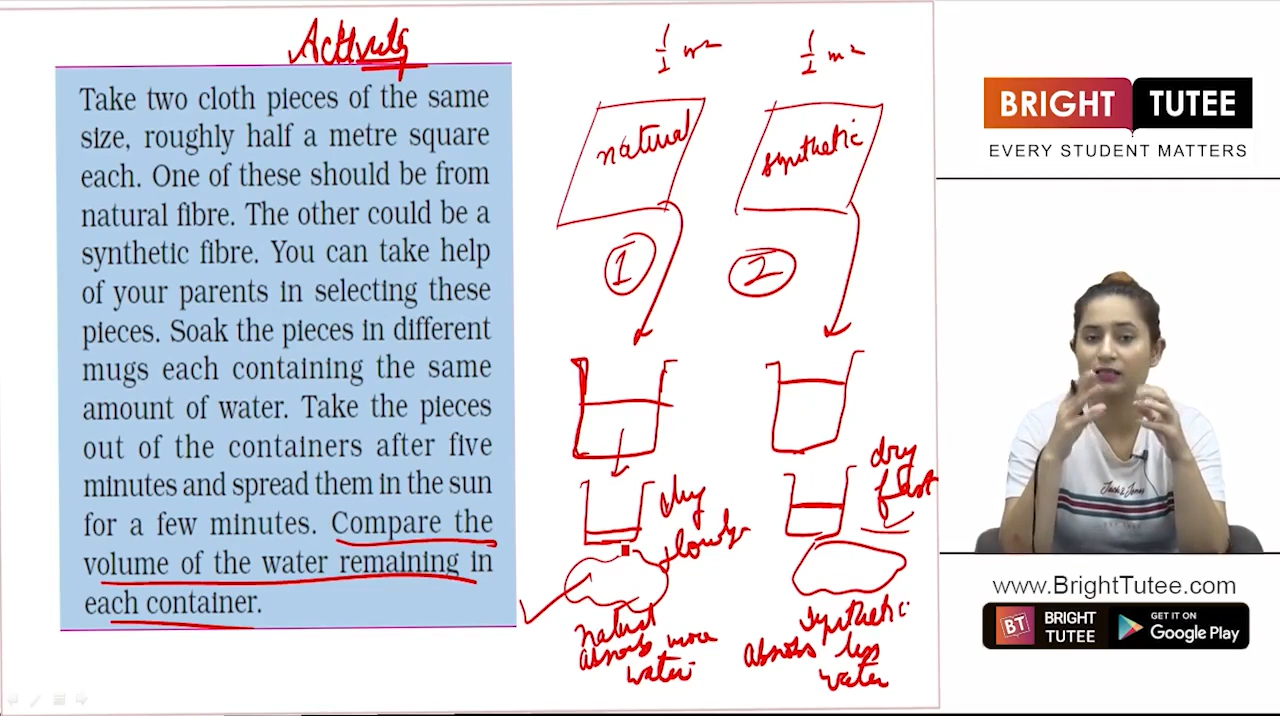 Activity
Take two cloth pieces of the same
size, roughly half a metre square
each. One of these should be from
natural fibre. The other could be a
synthetic fibre. You can take help
of your parents in selecting these
pieces. Soak the pieces in different
mugs each containing the same
amount of water. Take the pieces
out of the containers after five
minutes and spread them in the sun
for a few minutes. Compare the
volume of the water remaining in
each container.
natural
1
dry
slowly
natural
absorbs more
water
synthetic
2
dry
fast
synthetic
absorbs less
water
BRIGHT TUTEE
EVERY STUDENT MATTERS
Jack & Jones
www.BrightTutee.com
BT
BRIGHT
TUTEE
GET IT ON
Google Play